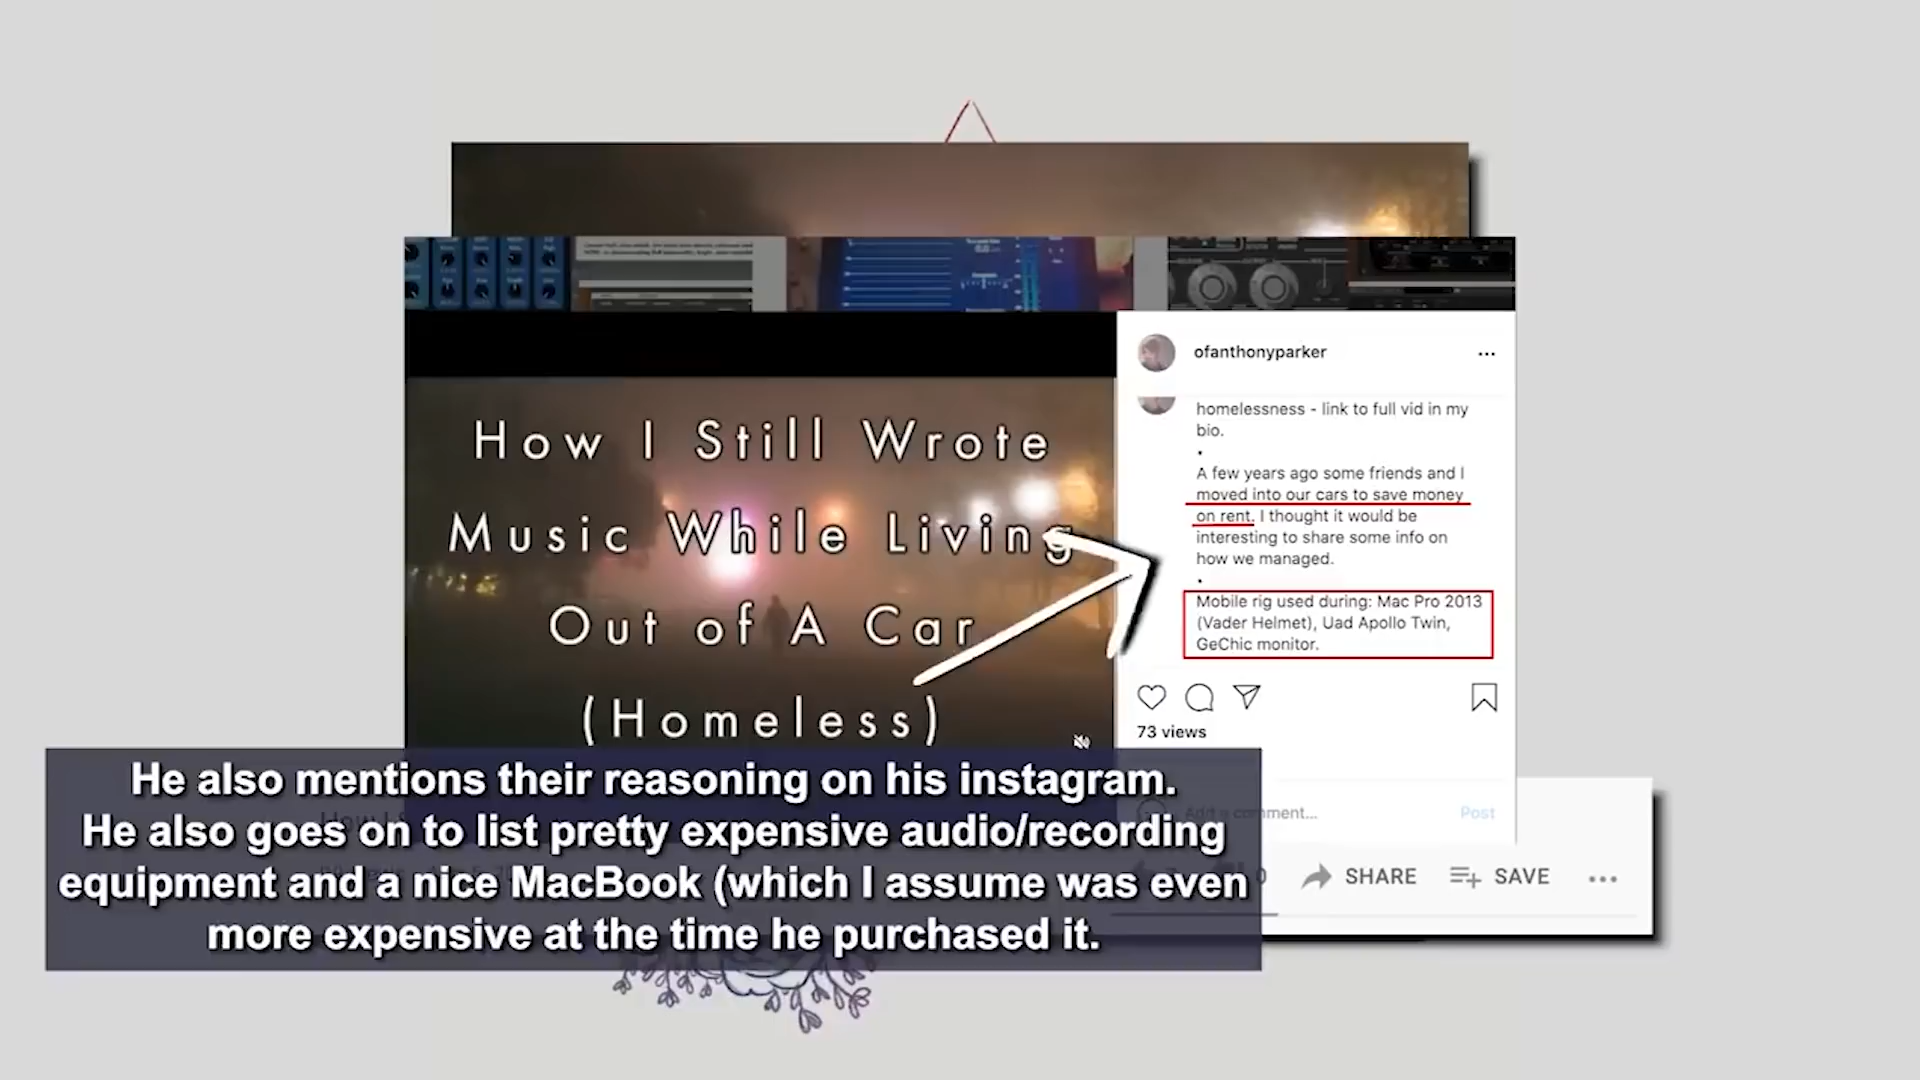 How I Still Wrote
Music While Living
Out of A Car
(Homeless)
ofanthonyparker
homelessness - link to full vid in my
bio.
•
A few years ago some friends and I
moved into our cars to save money
on rent. I thought it would be
interesting to share some info on
how we managed.
•
Mobile rig used during: Mac Pro 2013
(Vader Helmet), Uad Apollo Twin,
GeChic monitor.
73 views
Add a comment...
Post
0
SHARE
SAVE
He also mentions their reasoning on his instagram.
He also goes on to list pretty expensive audio/recording
equipment and a nice MacBook (which I assume was even
more expensive at the time he purchased it.